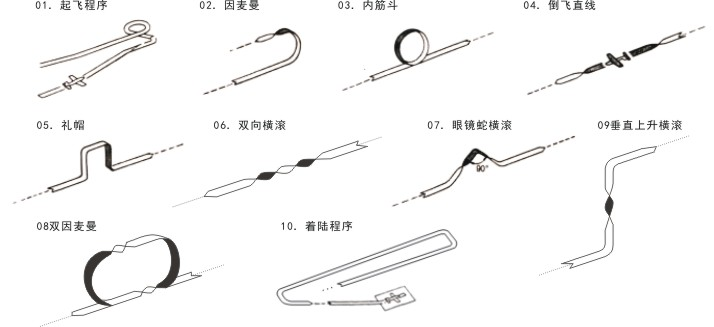 01. 起飞程序
02. 因麦曼
03. 内筋斗
04. 倒飞直线
05. 礼帽
06. 双向横滚
07. 眼镜蛇横滚
90°
09垂直上升横滚
08双因麦曼
10. 着陆程序